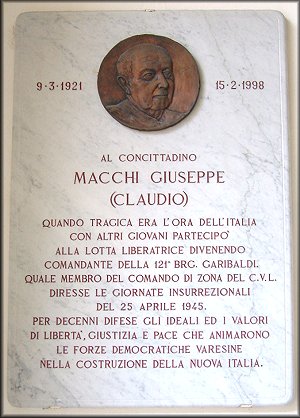 9·3·1921 15·2·1998
AL CONCITTADINO
MACCHI GIUSEPPE
(CLAUDIO)
QUANDO TRAGICA ERA L'ORA DELL'ITALIA
CON ALTRI GIOVANI PARTECIPO'
ALLA LOTTA LIBERATRICE DIVENENDO
COMANDANTE DELLA 121ª BRG. GARIBALDI.
QUALE MEMBRO DEL COMANDO DI ZONA DEL C.V.L.
DIRESSE LE GIORNATE INSURREZIONALI
DEL 25 APRILE 1945.
PER DECENNI DIFESE GLI IDEALI ED I VALORI
DI LIBERTA', GIUSTIZIA E PACE CHE ANIMARONO
LE FORZE DEMOCRATICHE VARESINE
NELLA COSTRUZIONE DELLA NUOVA ITALIA.